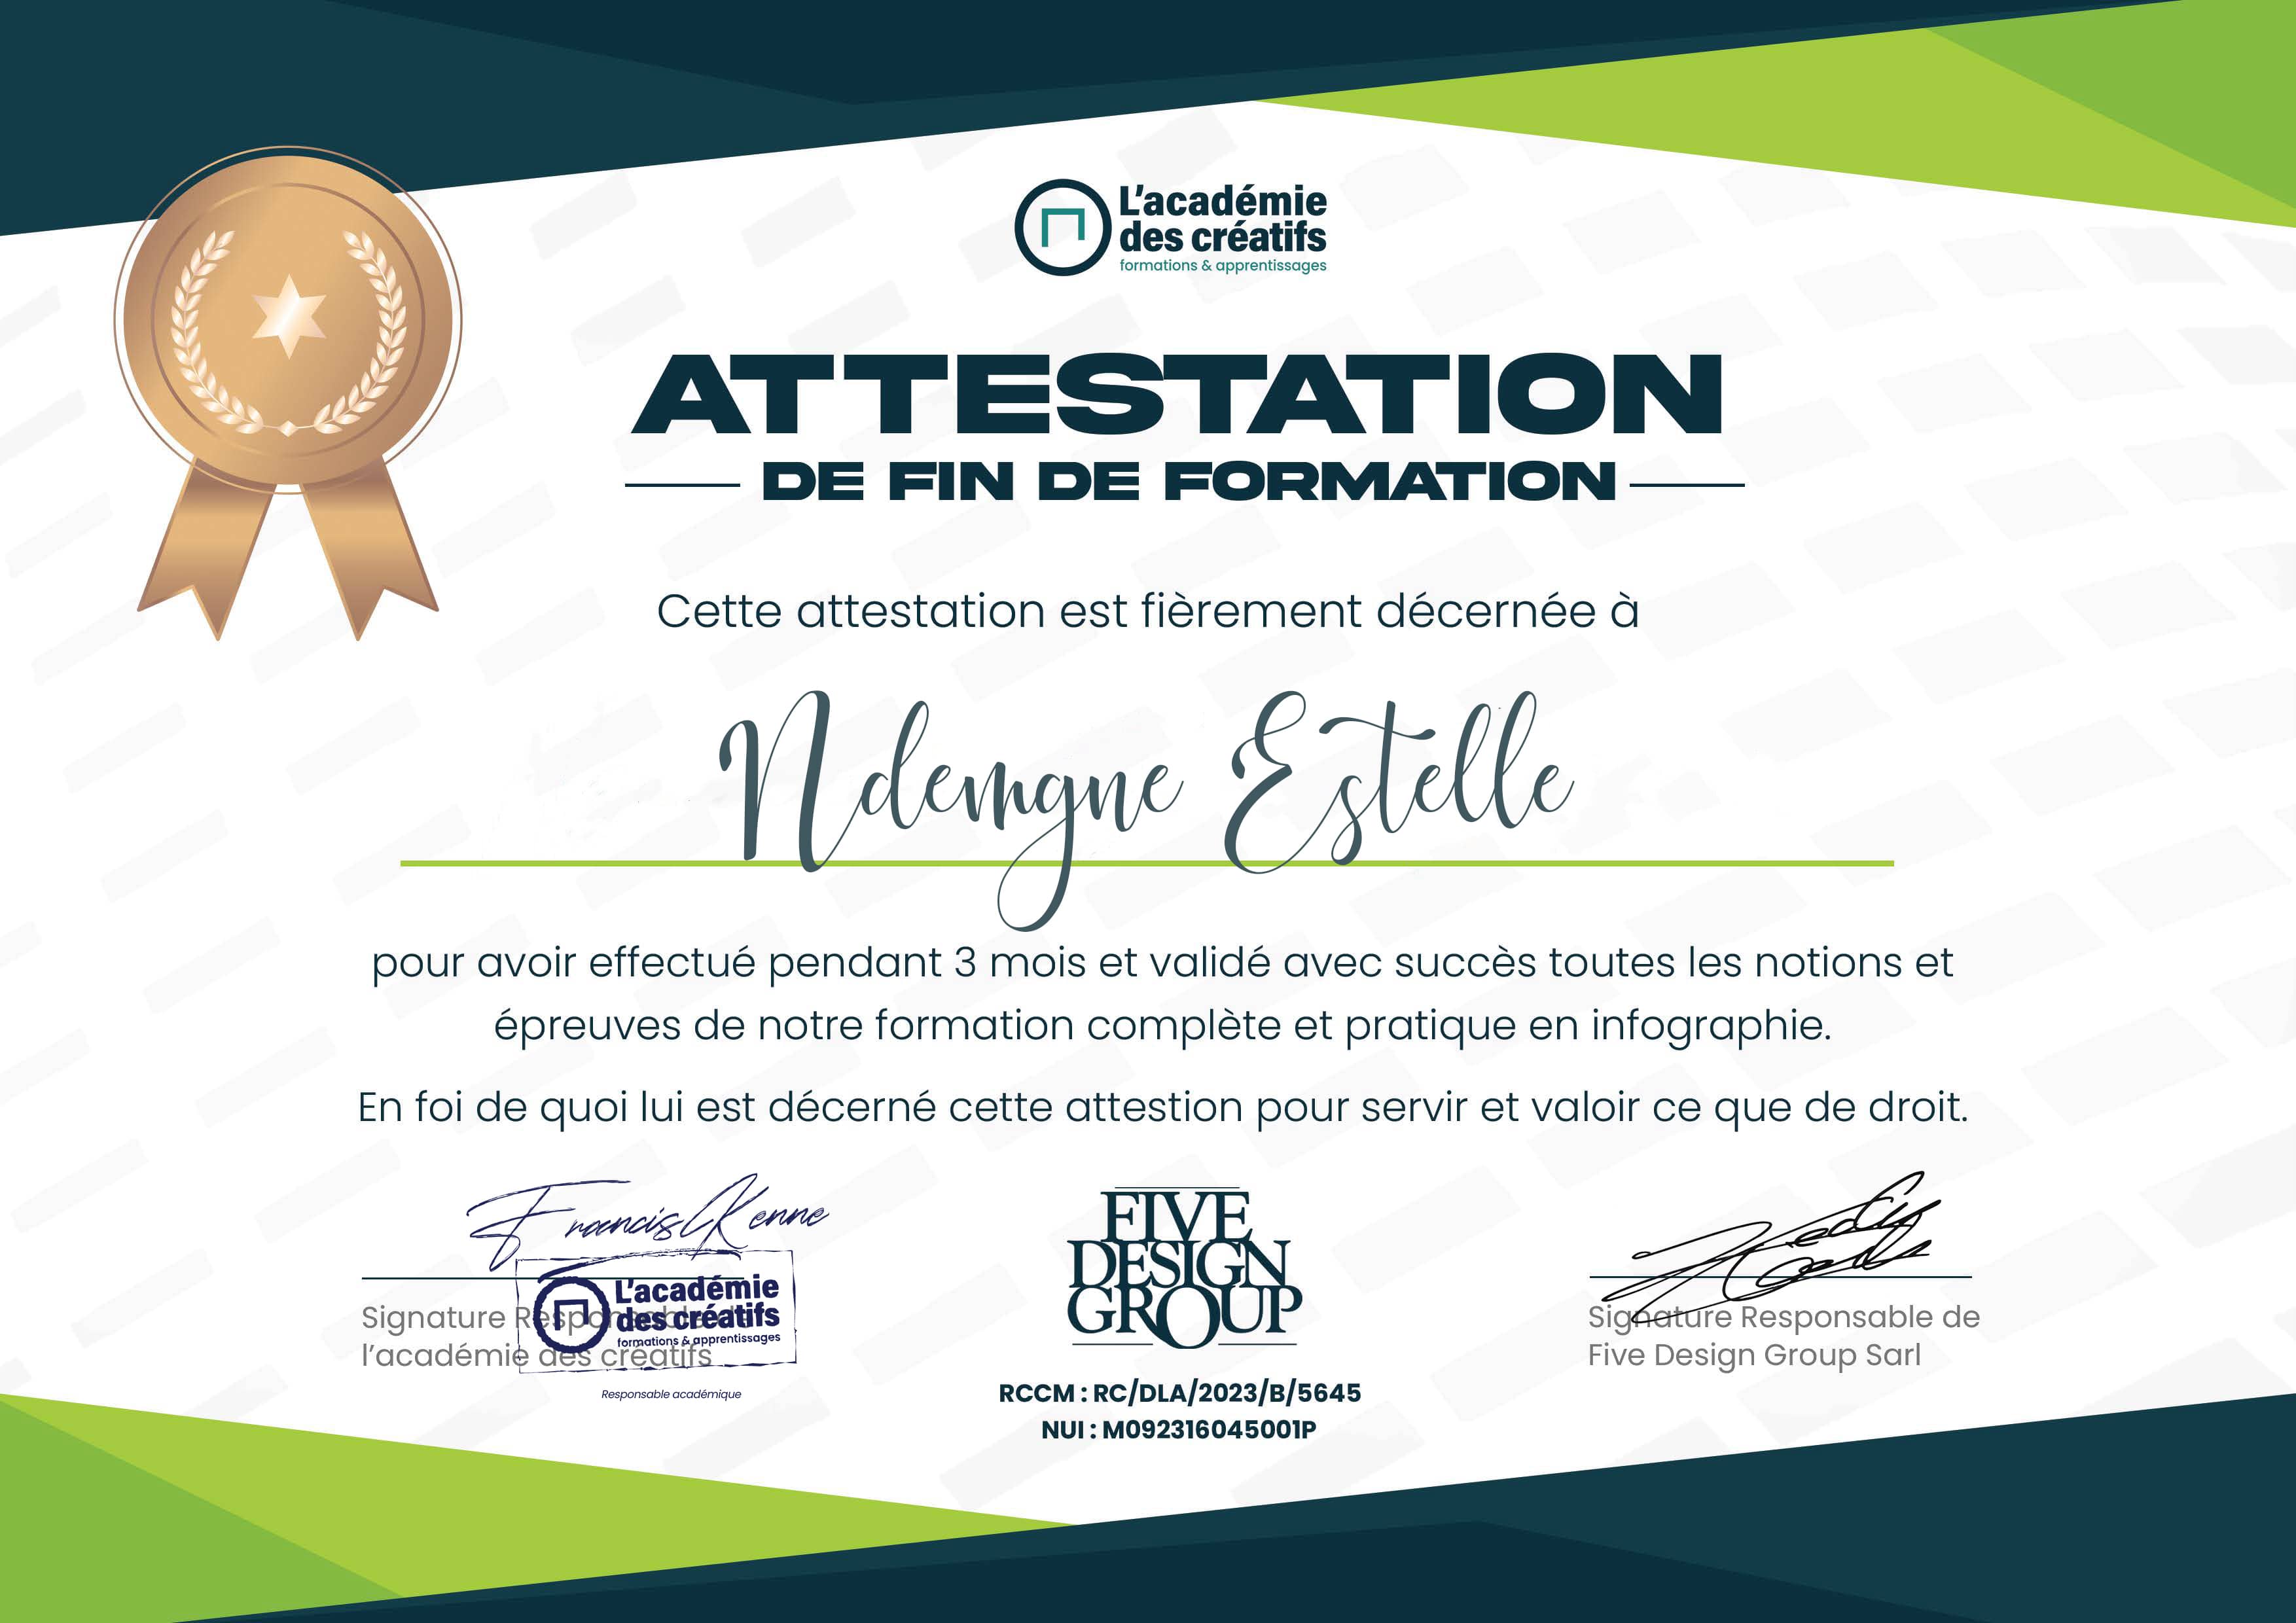 L'académie
des créatifs
formations & apprentissages
ATTESTATION
DE FIN DE FORMATION
Cette attestation est fièrement décernée à
Ndemgne Estelle
pour avoir effectué pendant 3 mois et validé avec succès toutes les notions et
épreuves de notre formation complète et pratique en infographie.
En foi de quoi lui est décerné cette attestion pour servir et valoir ce que de droit.
Francis Kenne
Signature Responsable de
l'académie des créatifs
L'académie
des créatifs
formations & apprentissages
Responsable académique
FIVE
DESIGN
GROUP
RCCM : RC/DLA/2023/B/5645
NUI : M092316045001P
Signature Responsable de
Five Design Group Sarl